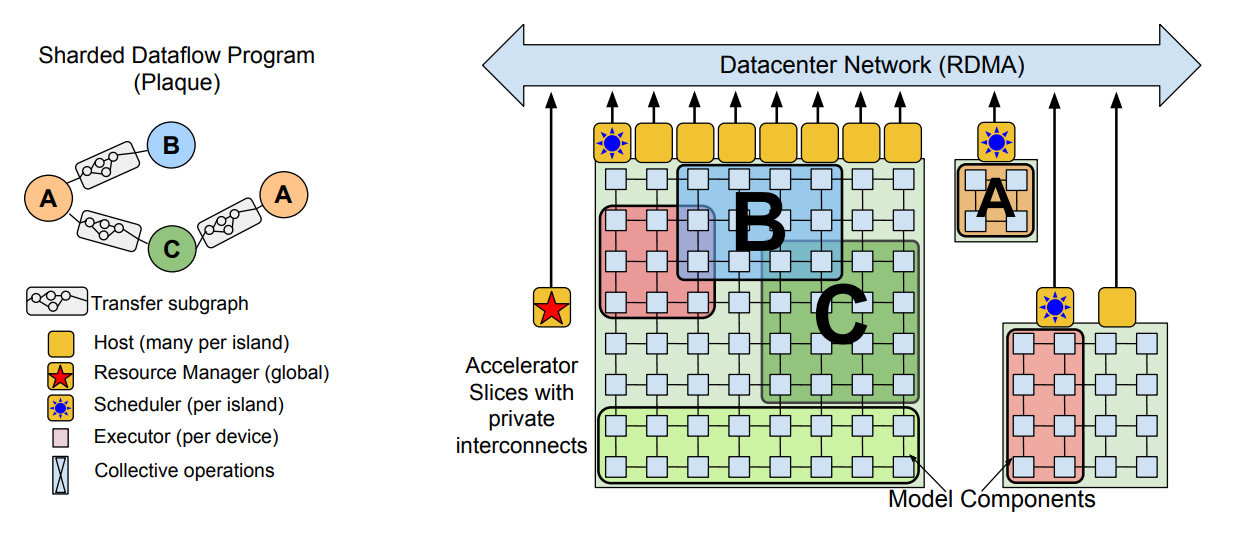 Sharded Dataflow Program
(Plaque)
B
A
A
C
Transfer subgraph
Host (many per island)
Resource Manager (global)
Scheduler (per island)
Executor (per device)
Collective operations
Datacenter Network (RDMA)
Accelerator
Slices with
private
interconnects
B
C
A
Model Components